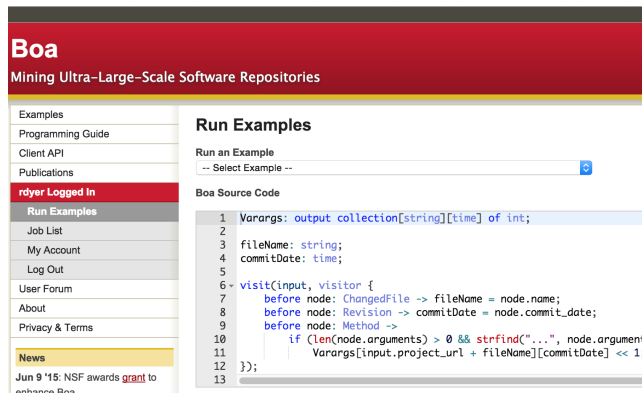 Boa
Mining Ultra-Large-Scale Software Repositories
Examples
Programming Guide
Client API
Publications
rdyer Logged In
Run Examples
Job List
My Account
Log Out
User Forum
About
Privacy & Terms
News
Jun 9 '15: NSF awards grant to
enhance Boa
Run Examples
Run an Example
-- Select Example --
Boa Source Code
1 Varargs: output collection[string][time] of int;
2
3 fileName: string;
4 commitDate: time;
5
6 visit(input, visitor {
7 before node: ChangedFile -> fileName = node.name;
8 before node: Revision -> commitDate = node.commit_date;
9 before node: Method ->
10 if (len(node.arguments) > 0 && strfind("...", node.argument
11 Varargs[input.project_url + fileName][commitDate] << 1
12 });
13